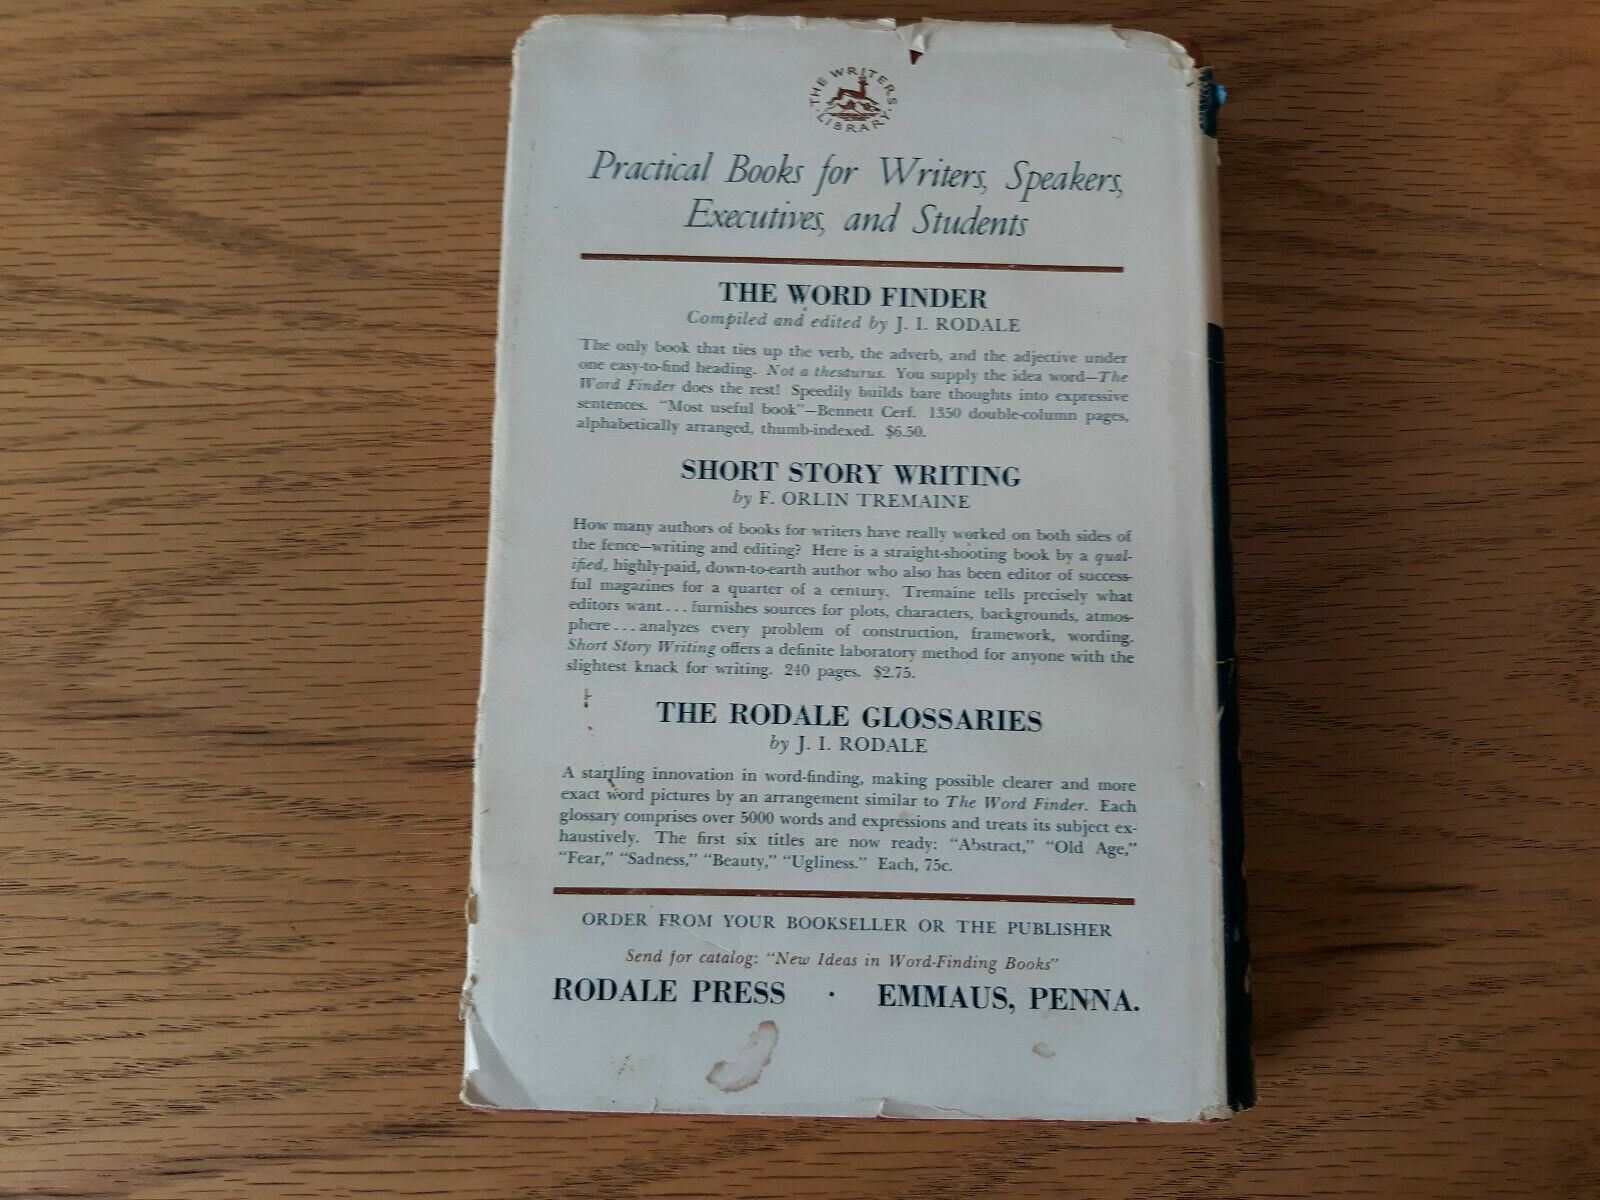 THE WRITERS LIBRARY
Practical Books for Writers, Speakers,
Executives, and Students
THE WORD FINDER
Compiled and edited by J. I. RODALE
The only book that ties up the verb, the adverb, and the adjective under
one easy-to-find heading. Not a thesaurus. You supply the idea word—The
Word Finder does the rest! Speedily builds bare thoughts into expressive
sentences. "Most useful book"—Bennett Cerf. 1350 double-column pages,
alphabetically arranged, thumb-indexed. $6.50.
SHORT STORY WRITING
by F. ORLIN TREMAINE
How many authors of books for writers have really worked on both sides of
the fence—writing and editing? Here is a straight-shooting book by a qual-
ified, highly-paid, down-to-earth author who also has been editor of success-
ful magazines for a quarter of a century. Tremaine tells precisely what
editors want... furnishes sources for plots, characters, backgrounds, atmos-
phere...analyzes every problem of construction, framework, wording.
Short Story Writing offers a definite laboratory method for anyone with the
slightest knack for writing. 240 pages. $2.75.
THE RODALE GLOSSARIES
by J. I. RODALE
A startling innovation in word-finding, making possible clearer and more
exact word pictures by an arrangement similar to The Word Finder. Each
glossary comprises over 5000 words and expressions and treats its subject ex-
haustively. The first six titles are now ready: "Abstract," "Old Age,"
"Fear," "Sadness," "Beauty," "Ugliness." Each, 75c.
ORDER FROM YOUR BOOKSELLER OR THE PUBLISHER
Send for catalog: "New Ideas in Word-Finding Books"
RODALE PRESS · EMMAUS, PENNA.